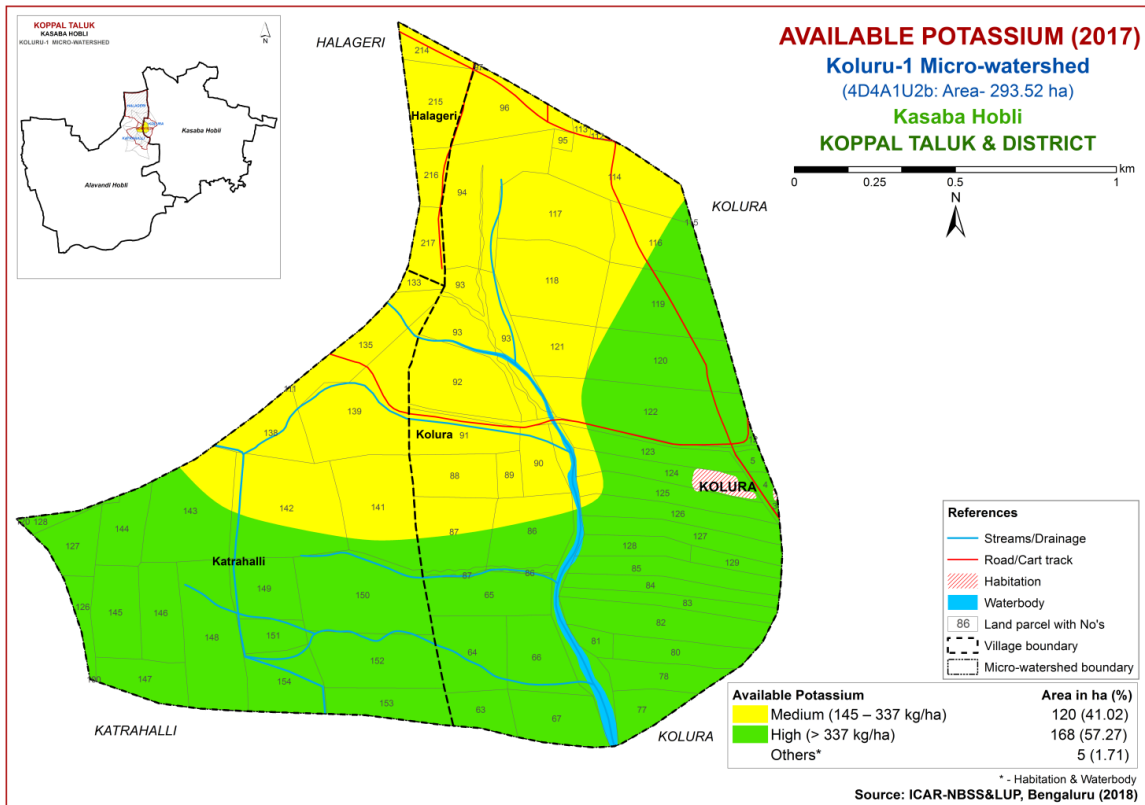 KOPPAL TALUK
KASABA HOBLI
KOLURU-1 MICRO-WATERSHED
N
HALAGERI
Kasaba Hobli
Alavandi Hobli
AVAILABLE POTASSIUM (2017)
Koluru-1 Micro-watershed
(4D4A1U2b: Area- 293.52 ha)
Kasaba Hobli
KOPPAL TALUK & DISTRICT
km
0 0.25 0.5 1
N
HALAGERI
KOLURA
214
215
Halageri
96
113
95
216
94
114
117
217
116
133
93
118
119
93
93
135
121
120
92
139
122
138
Kolura
91
123
88
89
90
124
KOLURA
5
4
125
143
142
141
126
128
144
87
86
127
127
128
129
Katrahalli
85
149
150
67
68
65
84
83
126
145
146
148
151
82
64
81
80
152
66
147
154
78
153
63
67
77
KATRAHALLI
KOLURA
References
Streams/Drainage
Road/Cart track
Habitation
Waterbody
86 Land parcel with No's
Village boundary
Micro-watershed boundary
Available Potassium Area in ha (%)
Medium (145 – 337 kg/ha) 120 (41.02)
High (> 337 kg/ha) 168 (57.27)
Others* 5 (1.71)
* - Habitation & Waterbody
Source: ICAR-NBSS&LUP, Bengaluru (2018)